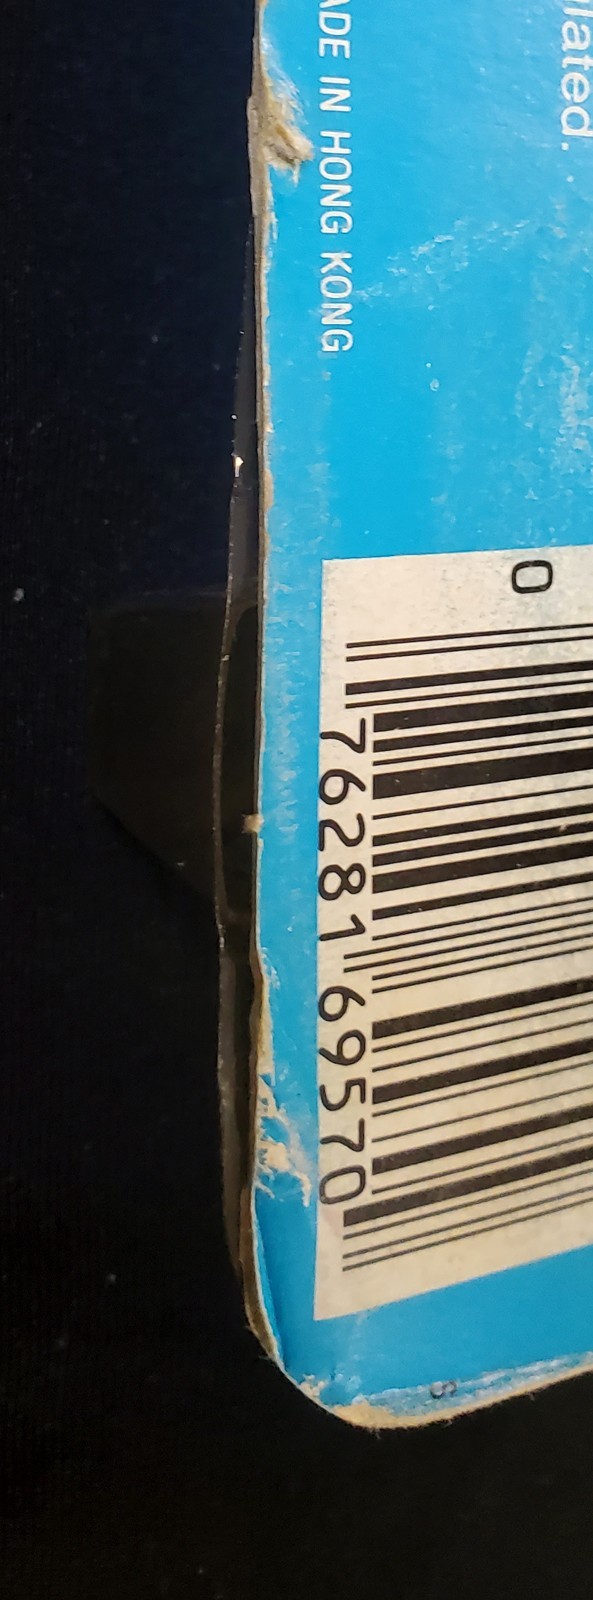 lated.
ADE IN HONG KONG
0
76281 69570
S